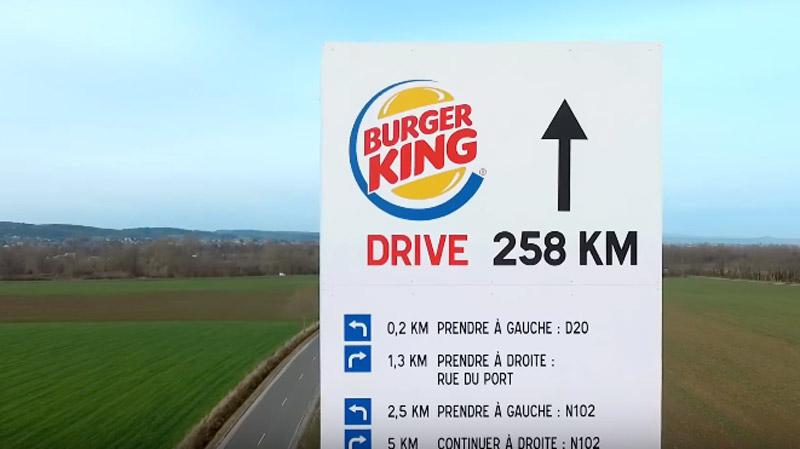 BURGER
KING®
DRIVE 258 KM
0,2 KM PRENDRE À GAUCHE : D20
1,3 KM PRENDRE À DROITE :
RUE DU PORT
2,5 KM PRENDRE À GAUCHE : N102
5 KM CONTINUER À DROITE : N102